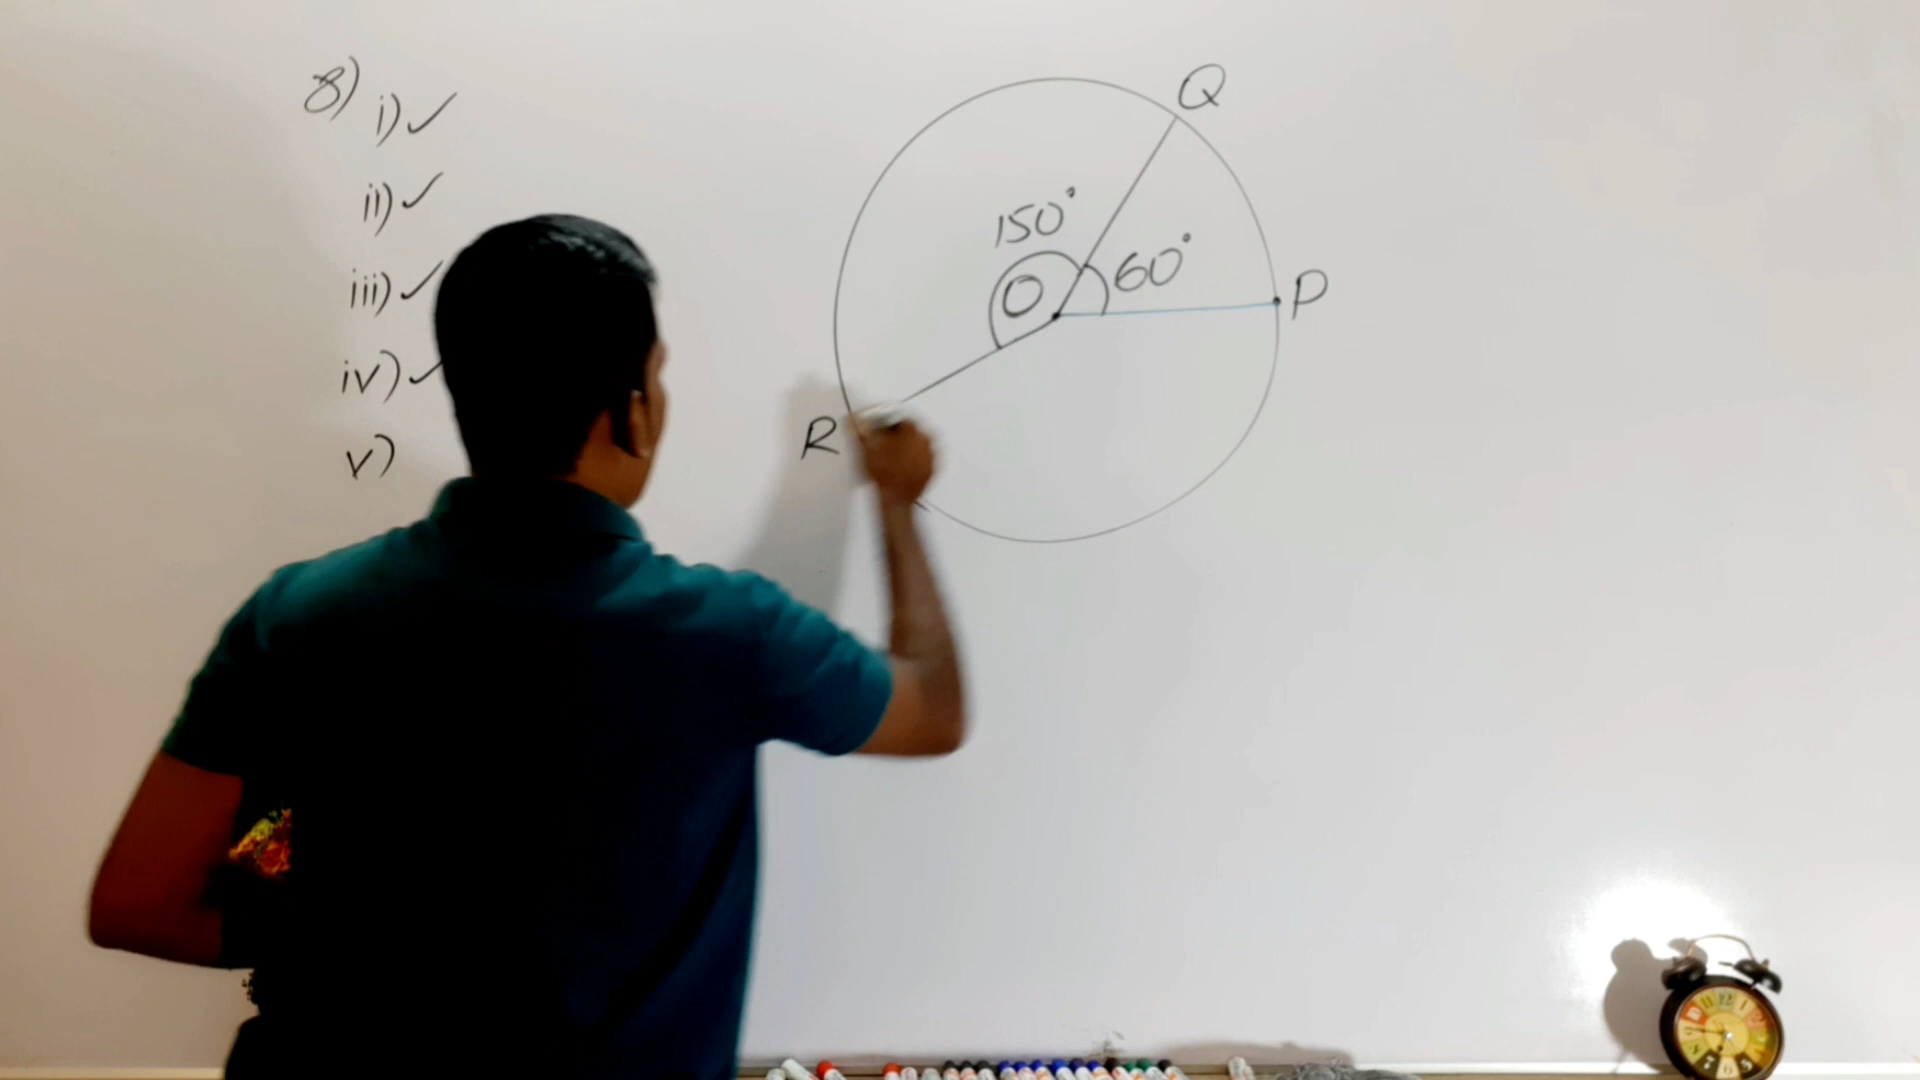 8) i) ✓
ii) ✓
iii) ✓
iv) ✓
v)
Q
150°
60°
O
P
R